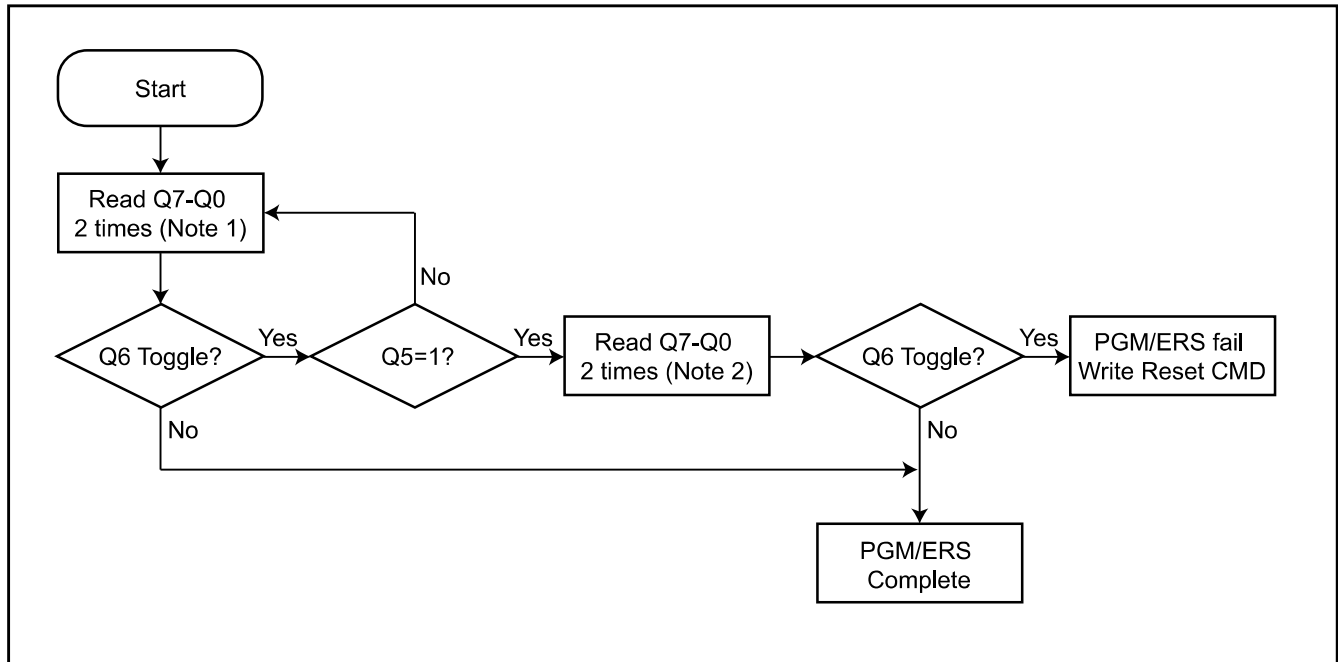 Start
Read Q7-Q0
2 times (Note 1)
No
Q6 Toggle?
Yes
Q5=1?
Yes
Read Q7-Q0
2 times (Note 2)
Q6 Toggle?
Yes
PGM/ERS fail
Write Reset CMD
No
No
PGM/ERS
Complete